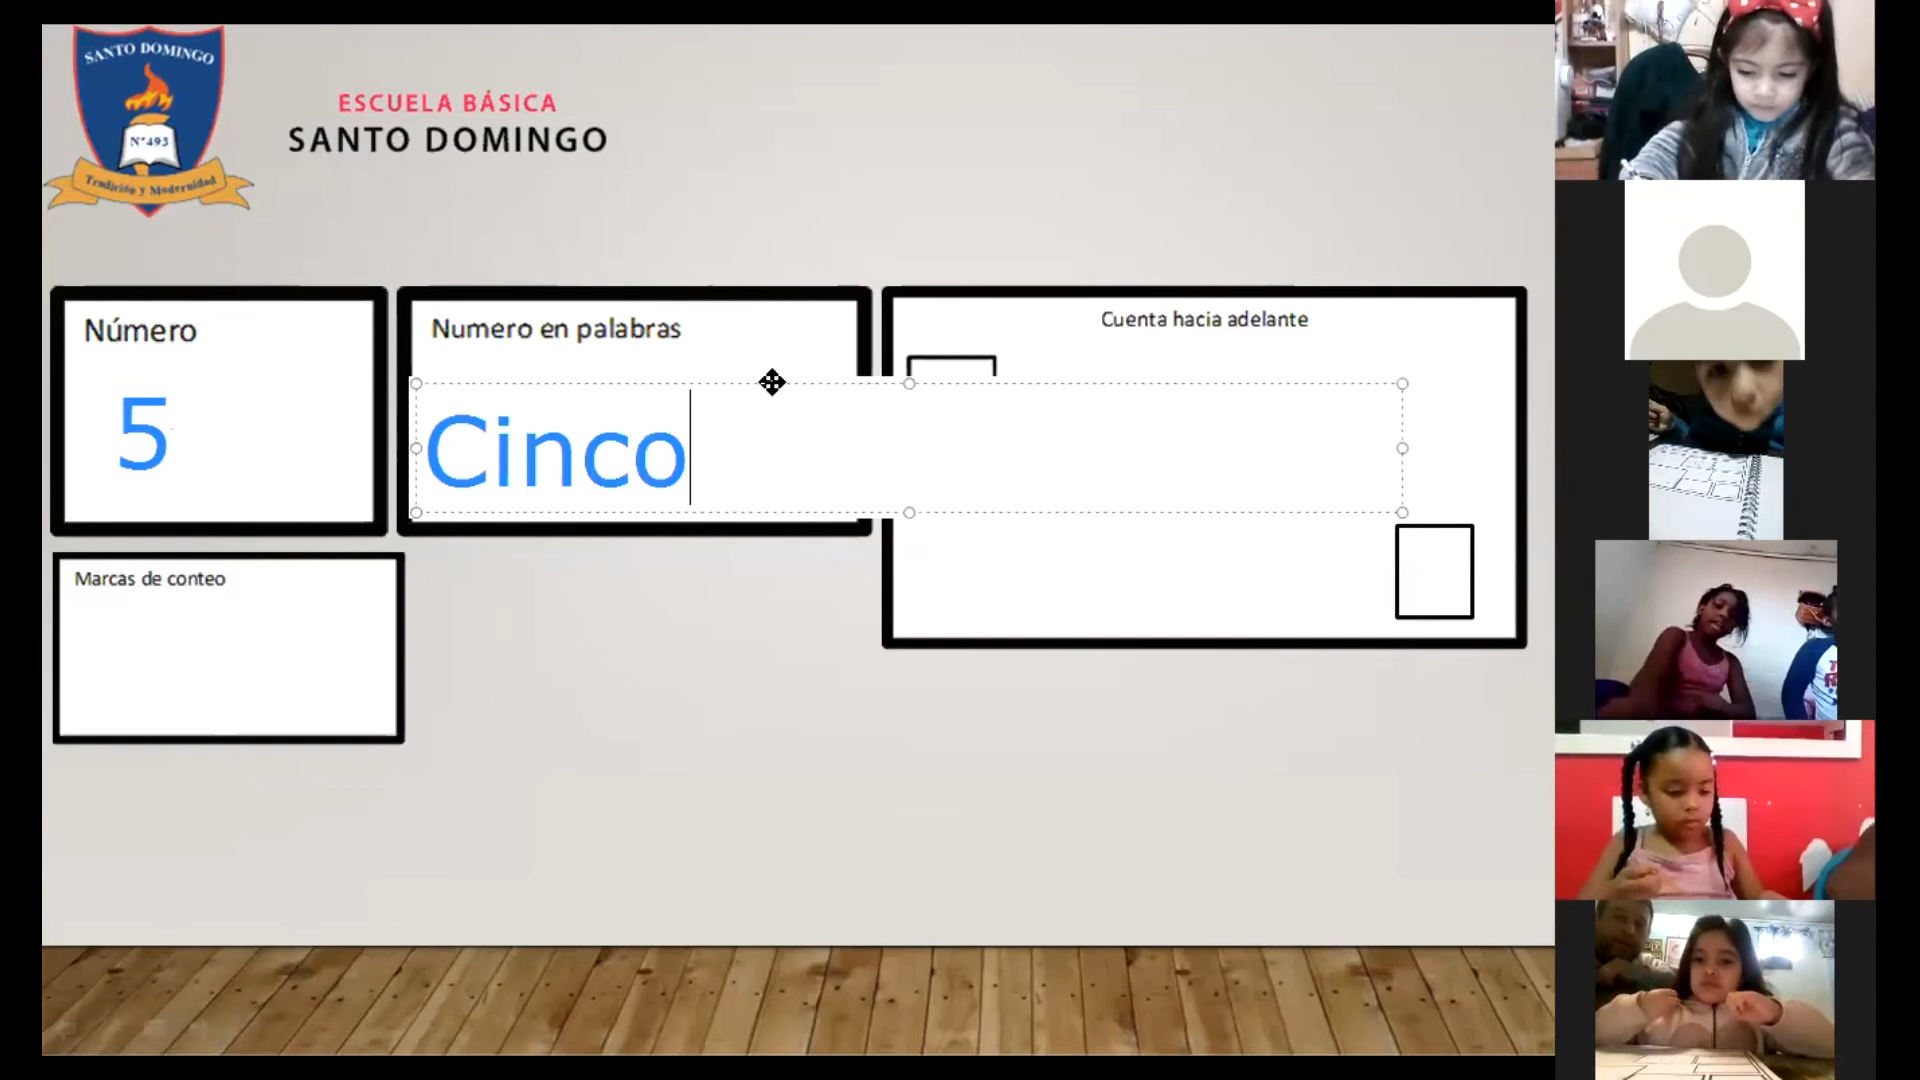 SANTO DOMINGO
N°493
Tradición y Modernidad
ESCUELA BÁSICA
SANTO DOMINGO
Número
5
Numero en palabras
Cinco
Cuenta hacia adelante
Marcas de conteo